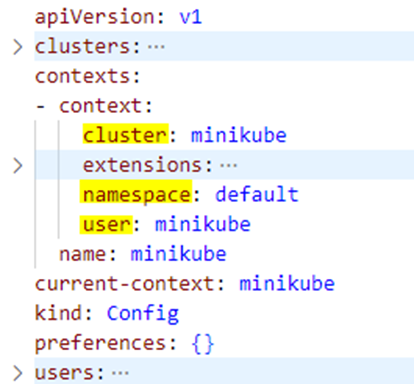 apiVersion: v1
clusters: ···
contexts:
- context:
cluster: minikube
extensions: ···
namespace: default
user: minikube
name: minikube
current-context: minikube
kind: Config
preferences: {}
users: ···